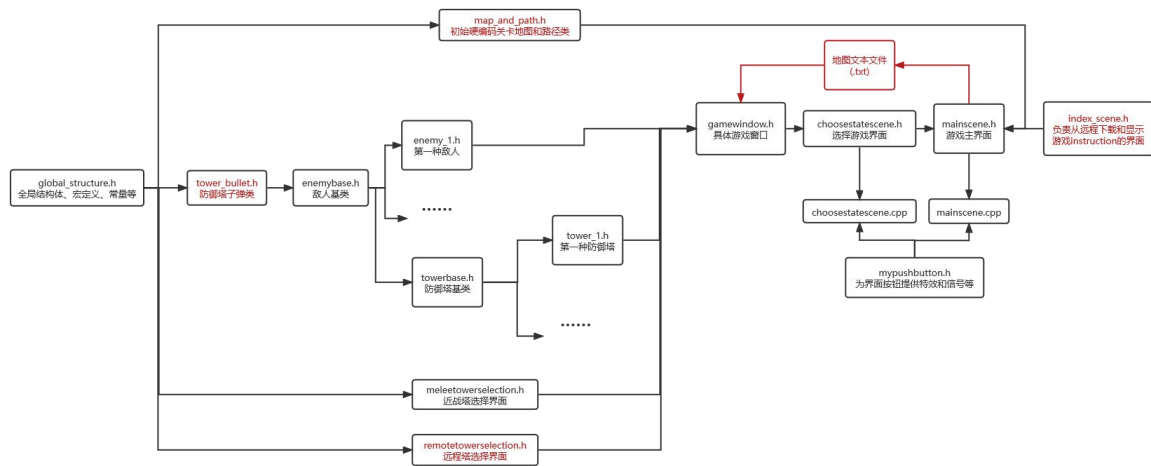 map_and_path.h
初始硬编码关卡地图和路径类
地图文本文件
(.txt)
gamewindow.h
具体游戏窗口
choosestatescene.h
选择游戏界面
mainscene.h
游戏主界面
index_scene.h
负责从远程下载和显示
游戏instruction的界面
enemy_1.h
第一种敌人
global_structure.h
全局结构体、宏定义、常量等
tower_bullet.h
防御塔子弹类
enemybase.h
敌人基类
......
choosestatescene.cpp
mainscene.cpp
tower_1.h
第一种防御塔
towerbase.h
防御塔基类
mypushbutton.h
为界面按钮提供特效和信号等
......
meleetowerselection.h
近战塔选择界面
remotetowerselection.h
远程塔选择界面